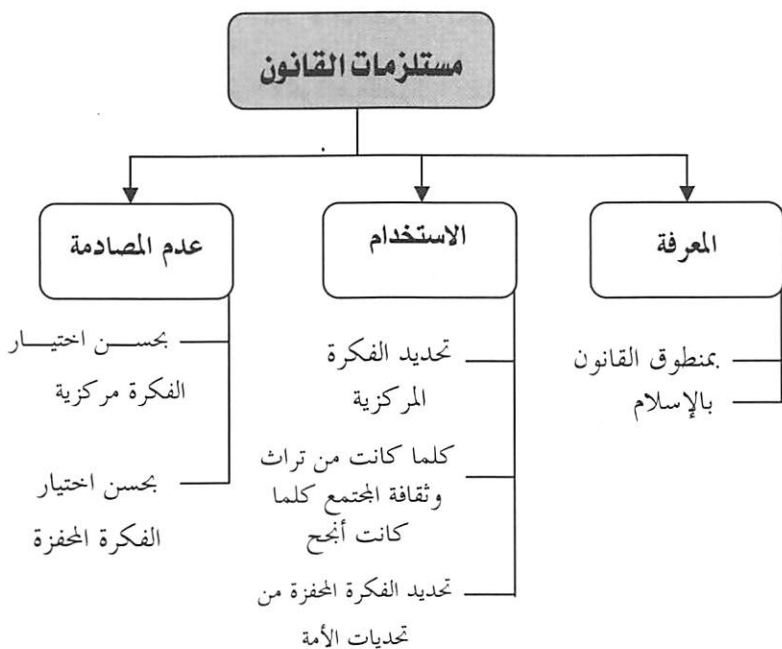 مستلزمات القانون
المعرفة
بمنطوق القانون
بالإسلام
الاستخدام
تحديد الفكرة
المركزية
كلما كانت من تراث
وثقافة المجتمع كلما
كانت أنجح
تحديد الفكرة المحفزة من
تحديات الأمة
عدم المصادمة
بحسن اختيار
الفكرة مركزية
بحسن اختيار
الفكرة المحفزة